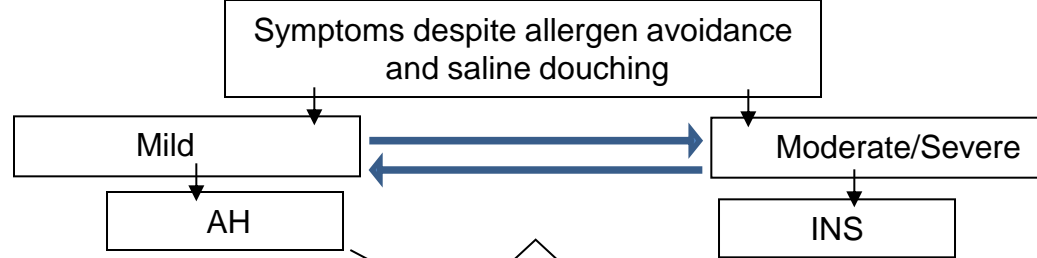 Symptoms despite allergen avoidance
and saline douching
Mild
Moderate/Severe
AH
INS